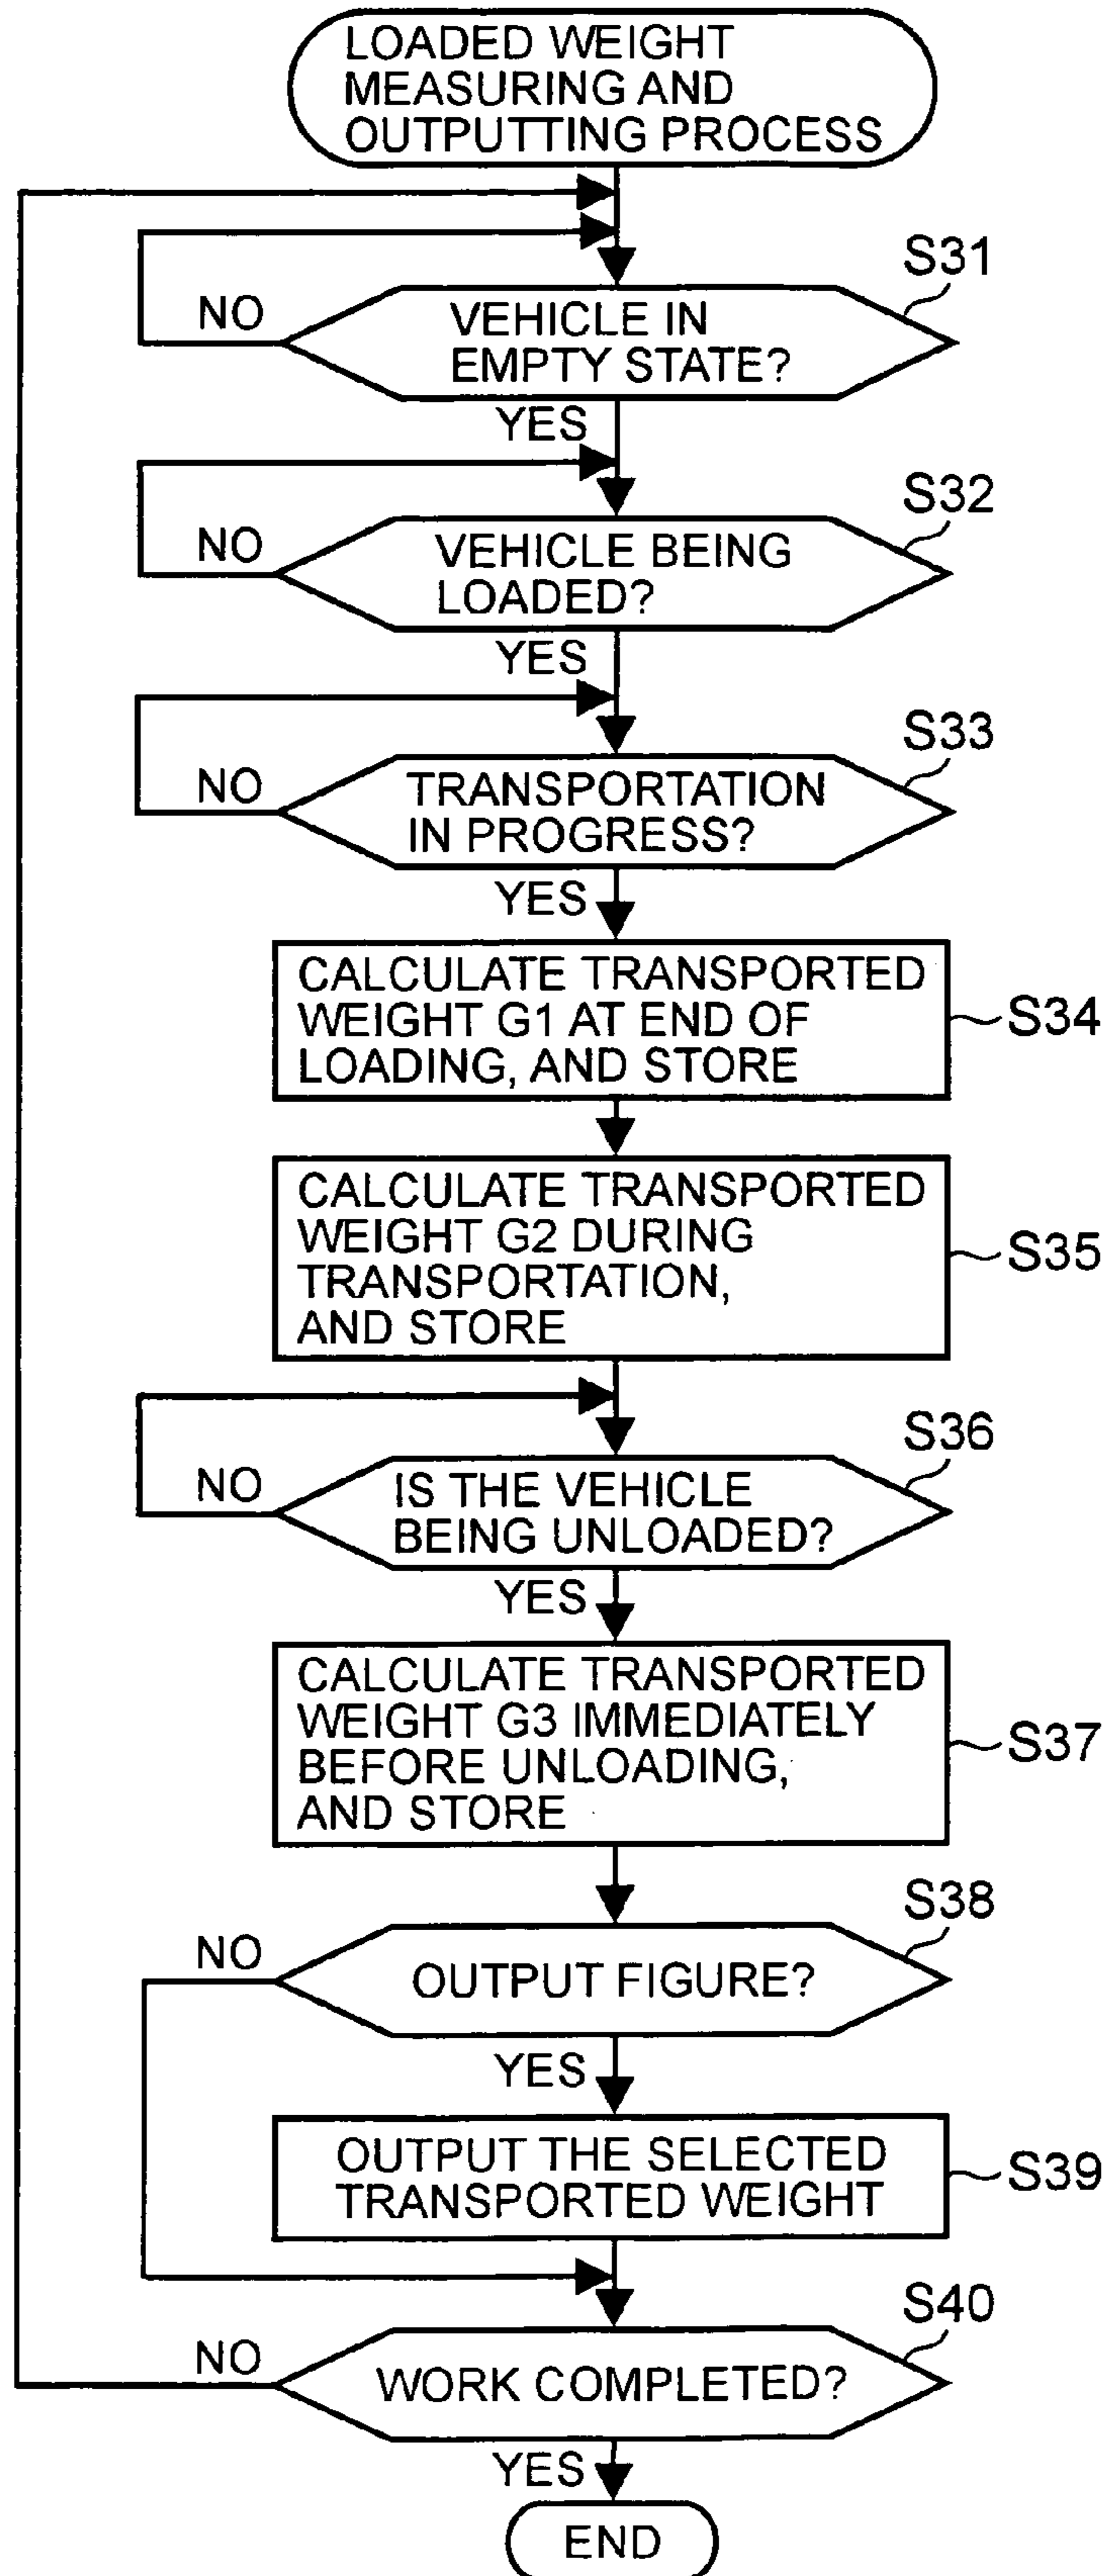 LOADED WEIGHT
MEASURING AND
OUTPUTTING PROCESS
S31
NO
VEHICLE IN
EMPTY STATE?
YES
S32
NO
VEHICLE BEING
LOADED?
YES
S33
NO
TRANSPORTATION
IN PROGRESS?
YES
CALCULATE TRANSPORTED
WEIGHT G1 AT END OF
LOADING, AND STORE
S34
CALCULATE TRANSPORTED
WEIGHT G2 DURING
TRANSPORTATION,
AND STORE
S35
S36
NO
IS THE VEHICLE
BEING UNLOADED?
YES
CALCULATE TRANSPORTED
WEIGHT G3 IMMEDIATELY
BEFORE UNLOADING,
AND STORE
S37
S38
NO
OUTPUT FIGURE?
YES
OUTPUT THE SELECTED
TRANSPORTED WEIGHT
S39
S40
NO
WORK COMPLETED?
YES
END